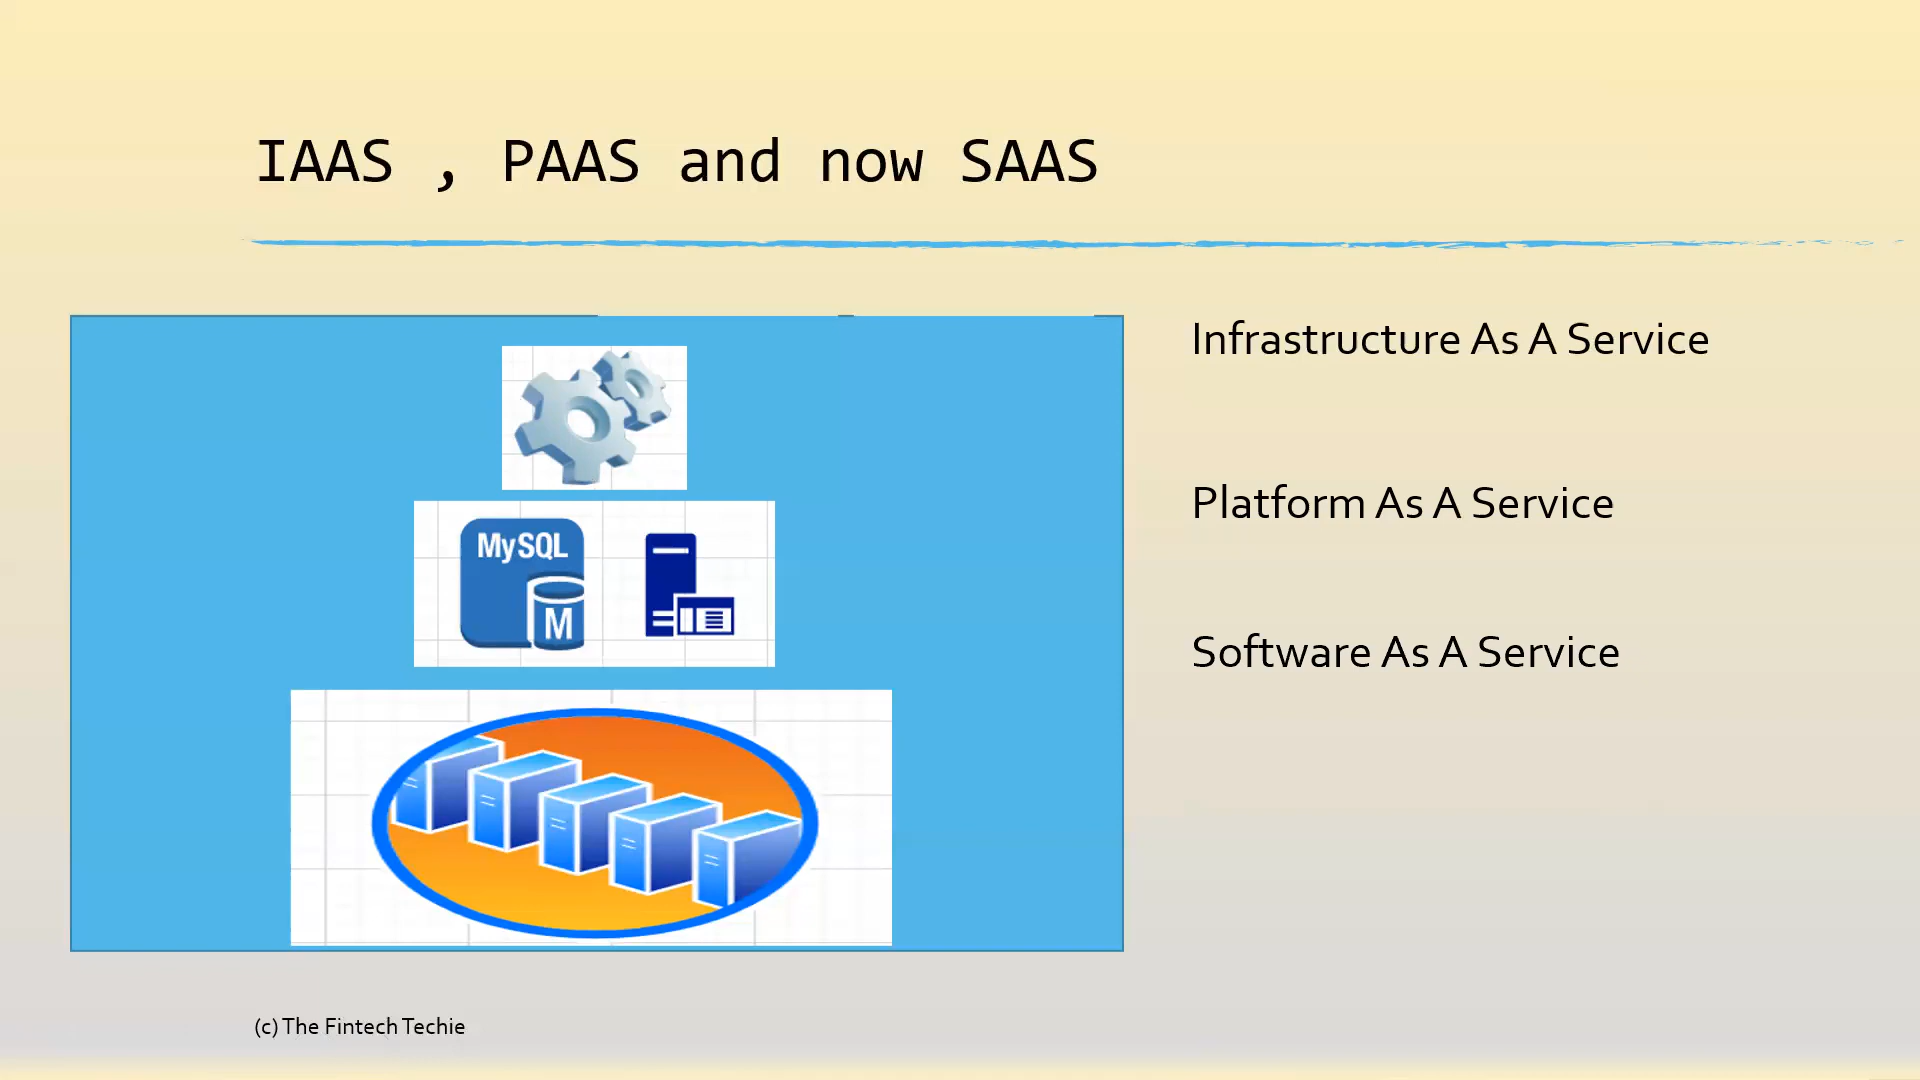 IAAS , PAAS and now SAAS
Infrastructure As A Service
Platform As A Service
Software As A Service
MySQL
M
(c) The Fintech Techie